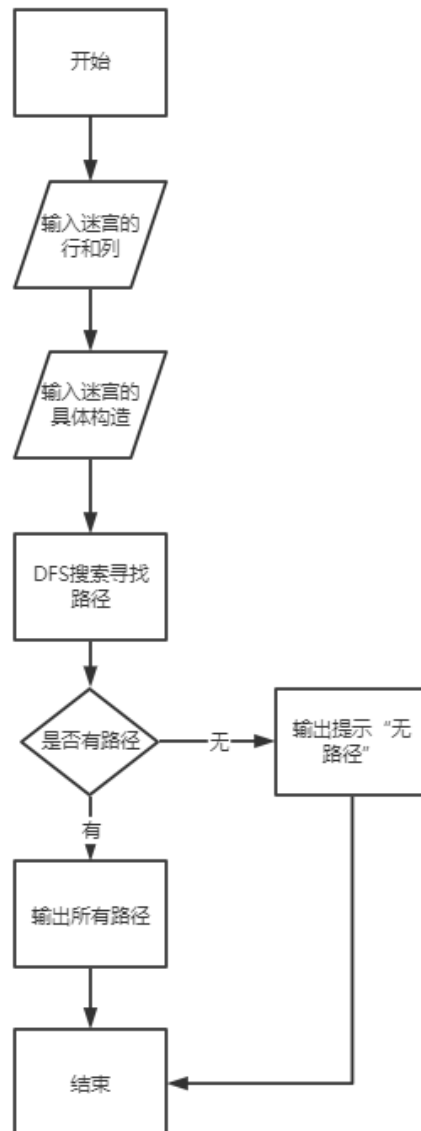 开始
输入迷宫的
行和列
输入迷宫的
具体构造
DFS搜索寻找
路径
是否有路径
无
输出提示“无
路径”
有
输出所有路径
结束